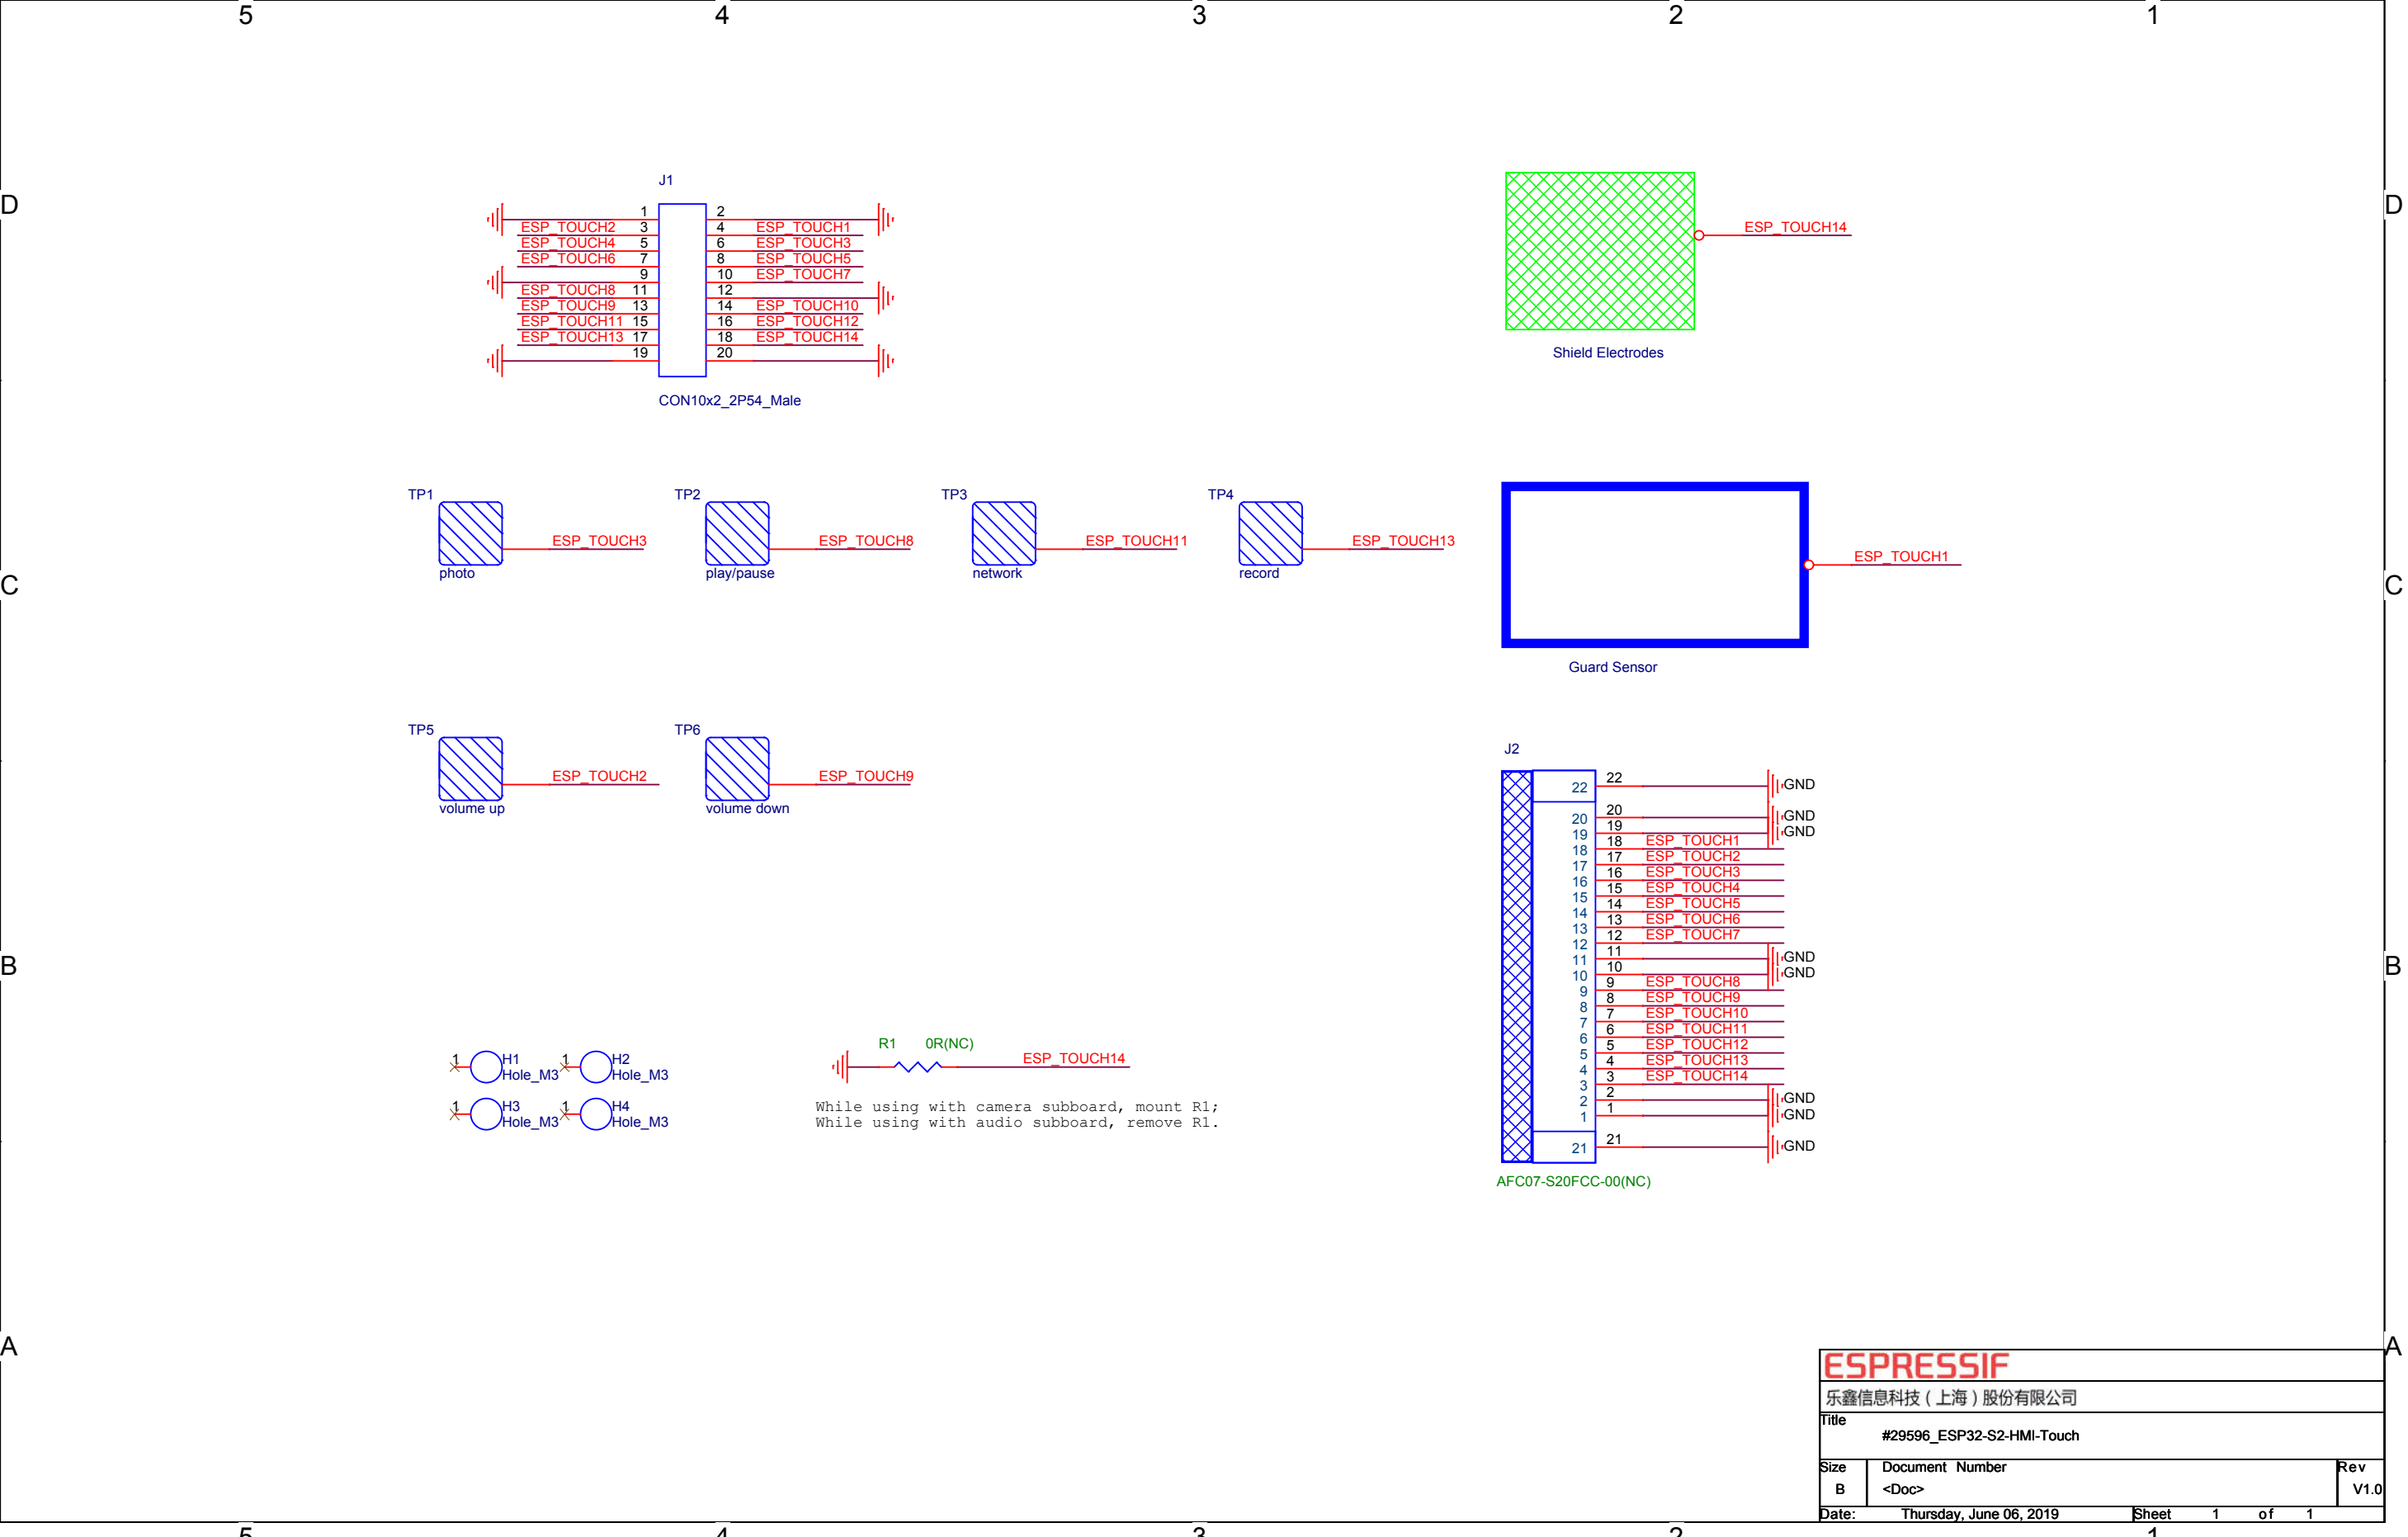 5 4 3 2 1
D D
C C
B B
A A
J1
1 2
ESP_TOUCH2 3 4 ESP_TOUCH1
ESP_TOUCH4 5 6 ESP_TOUCH3
ESP_TOUCH6 7 8 ESP_TOUCH5
9 10 ESP_TOUCH7
ESP_TOUCH8 11 12
ESP_TOUCH9 13 14 ESP_TOUCH10
ESP_TOUCH11 15 16 ESP_TOUCH12
ESP_TOUCH13 17 18 ESP_TOUCH14
19 20
CON10x2_2P54_Male
ESP_TOUCH14
Shield Electrodes
TP1
ESP_TOUCH3
photo
TP2
ESP_TOUCH8
play/pause
TP3
ESP_TOUCH11
network
TP4
ESP_TOUCH13
record
ESP_TOUCH1
Guard Sensor
TP5
ESP_TOUCH2
volume up
TP6
ESP_TOUCH9
volume down
J2
22 22 GND
20 20 GND
19 19 GND
18 18 ESP_TOUCH1
17 17 ESP_TOUCH2
16 16 ESP_TOUCH3
15 15 ESP_TOUCH4
14 14 ESP_TOUCH5
13 13 ESP_TOUCH6
12 12 ESP_TOUCH7
11 11 GND
10 10 GND
9 9 ESP_TOUCH8
8 8 ESP_TOUCH9
7 7 ESP_TOUCH10
6 6 ESP_TOUCH11
5 5 ESP_TOUCH12
4 4 ESP_TOUCH13
3 3 ESP_TOUCH14
2 2 GND
1 1 GND
21 21 GND
AFC07-S20FCC-00(NC)
1 H1
Hole_M3
1 H2
Hole_M3
1 H3
Hole_M3
1 H4
Hole_M3
R1 0R(NC)
ESP_TOUCH14
While using with camera subboard, mount R1;
While using with audio subboard, remove R1.
ESPRESSIF
乐鑫信息科技（上海）股份有限公司
Title
#29596_ESP32-S2-HMI-Touch
Size Document Number Rev
B <Doc> V1.0
Date: Thursday, June 06, 2019 Sheet 1 of 1
5 4 3 2 1